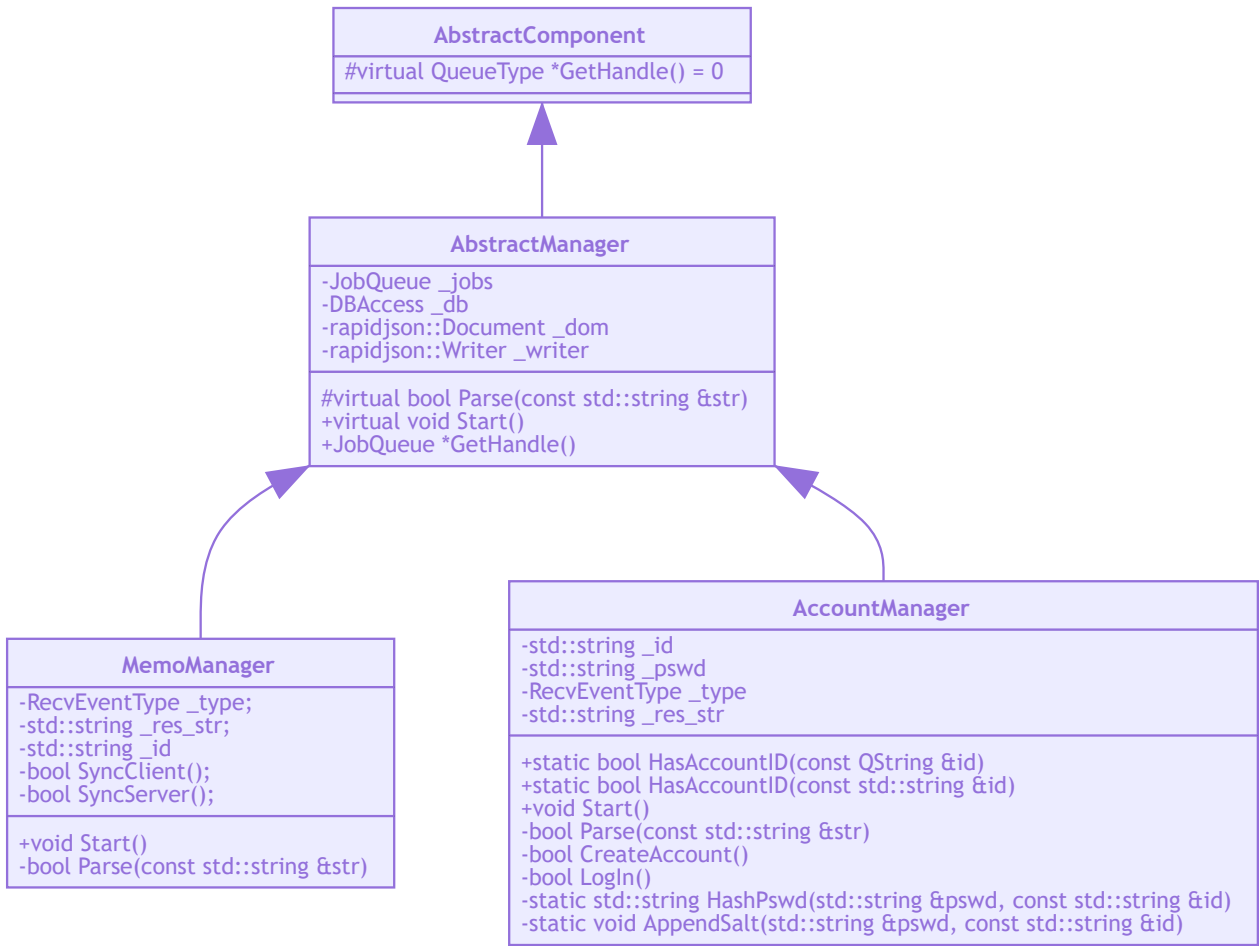 AbstractComponent
#virtual QueueType *GetHandle() = 0
AbstractManager
-JobQueue _jobs
-DBAccess _db
-rapidjson::Document _dom
-rapidjson::Writer _writer
#virtual bool Parse(const std::string &str)
+virtual void Start()
+JobQueue *GetHandle()
MemoManager
-RecvEventType _type;
-std::string _res_str;
-std::string _id
-bool SyncClient();
-bool SyncServer();
+void Start()
-bool Parse(const std::string &str)
AccountManager
-std::string _id
-std::string _pswd
-RecvEventType _type
-std::string _res_str
+static bool HasAccountID(const QString &id)
+static bool HasAccountID(const std::string &id)
+void Start()
-bool Parse(const std::string &str)
-bool CreateAccount()
-bool LogIn()
-static std::string HashPswd(std::string &pswd, const std::string &id)
-static void AppendSalt(std::string &pswd, const std::string &id)